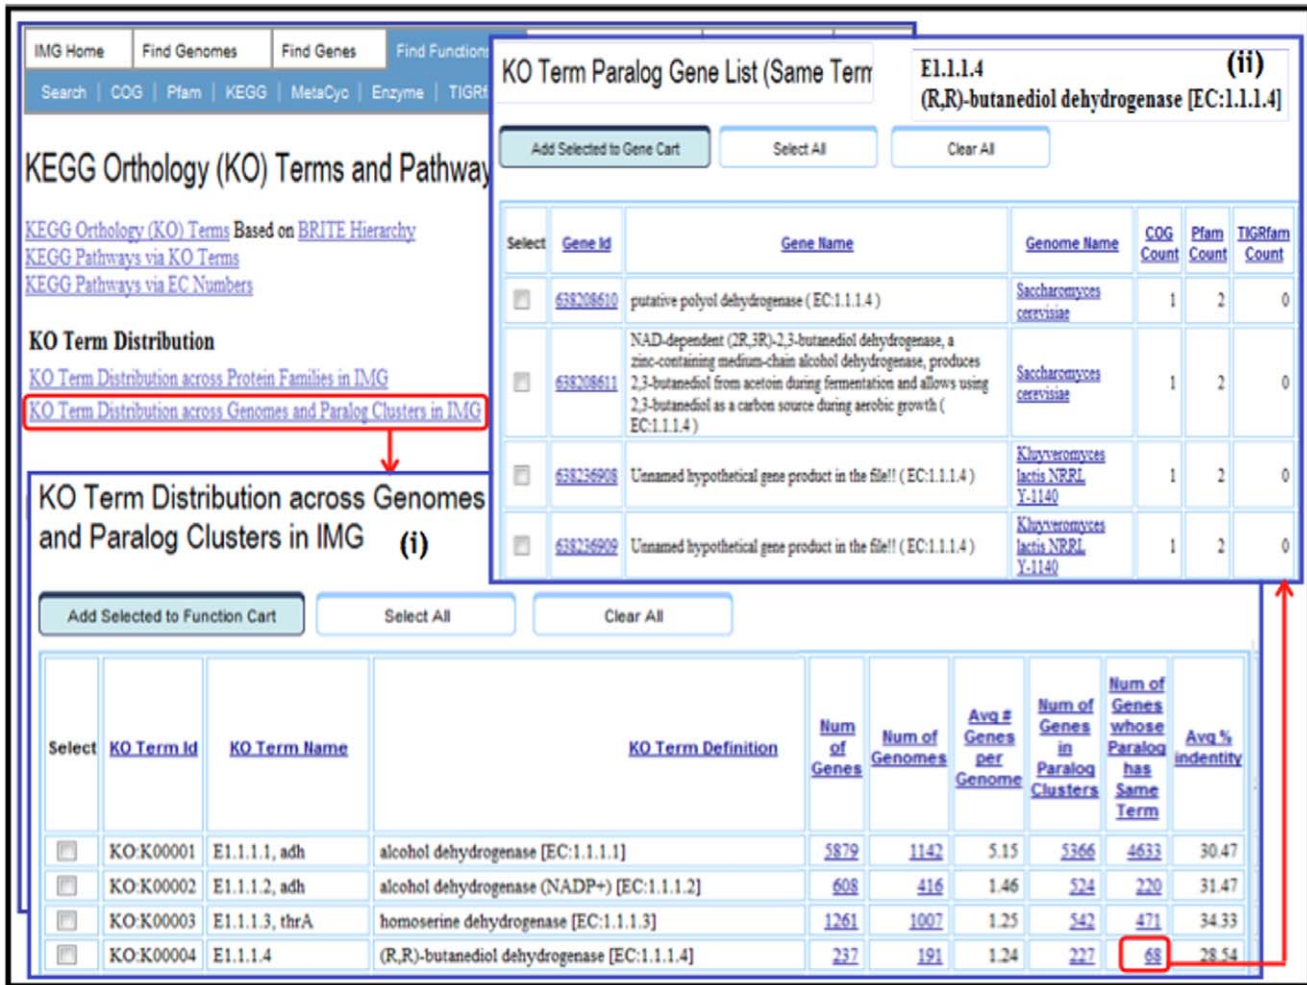 IMG Home Find Genomes Find Genes Find Functions
Search | COG | Pfam | KEGG | MetaCyc | Enzyme |
KEGG Orthology (KO) Terms and
KEGG Orthology (KO) Terms Based on BRITE Hierarchy
KEGG Pathways via KO Terms
KEGG Pathways via EC Numbers
KO Term Distribution
KO Term Distribution across Protein Families in IMG
KO Term Distribution across Genomes and Paralog Clusters in IMG
KO Term Paralog Gene List (Same Term
E1.1.1.4
(ii)
(R,R)-butanediol dehydrogenase [EC:1.1.1.4]
Add Selected to Gene Cart Select All Clear All
Select Gene Id Gene Name Genome Name COG Count Pfam Count TIGRfam Count
638208610 putative polyol dehydrogenase ( EC:1.1.1.4 ) Saccharomyces cerevisiae 1 2 0
NAD-dependent (2R,3R)-2,3-butanediol dehydrogenase, a
zinc-containing medium-chain alcohol dehydrogenase, produces
638208611 2,3-butanediol from acetoin during fermentation and allows using Saccharomyces cerevisiae 1 2 0
2,3-butanediol as a carbon source during aerobic growth (
EC:1.1.1.4 )
638236908 Unnamed hypothetical gene product in the file!! ( EC:1.1.1.4 ) Kluyveromyces lactis NRRL Y-1140 1 2 0
638236909 Unnamed hypothetical gene product in the file!! ( EC:1.1.1.4 ) Kluyveromyces lactis NRRL Y-1140 1 2 0
KO Term Distribution across Genomes
and Paralog Clusters in IMG (i)
Add Selected to Function Cart Select All Clear All
Select KO Term Id KO Term Name KO Term Definition Num of Genes Num of Genomes Avg # Genes per Genome Num of Genes in Paralog Clusters Num of Genes whose Paralog has Same Term Avg % indentity
KO:K00001 E1.1.1.1, adh alcohol dehydrogenase [EC:1.1.1.1] 5879 1142 5.15 5366 4633 30.47
KO:K00002 E1.1.1.2, adh alcohol dehydrogenase (NADP+) [EC:1.1.1.2] 608 416 1.46 524 220 31.47
KO:K00003 E1.1.1.3, thrA homoserine dehydrogenase [EC:1.1.1.3] 1261 1007 1.25 542 471 34.33
KO:K00004 E1.1.1.4 (R,R)-butanediol dehydrogenase [EC:1.1.1.4] 237 191 1.24 227 68 28.54